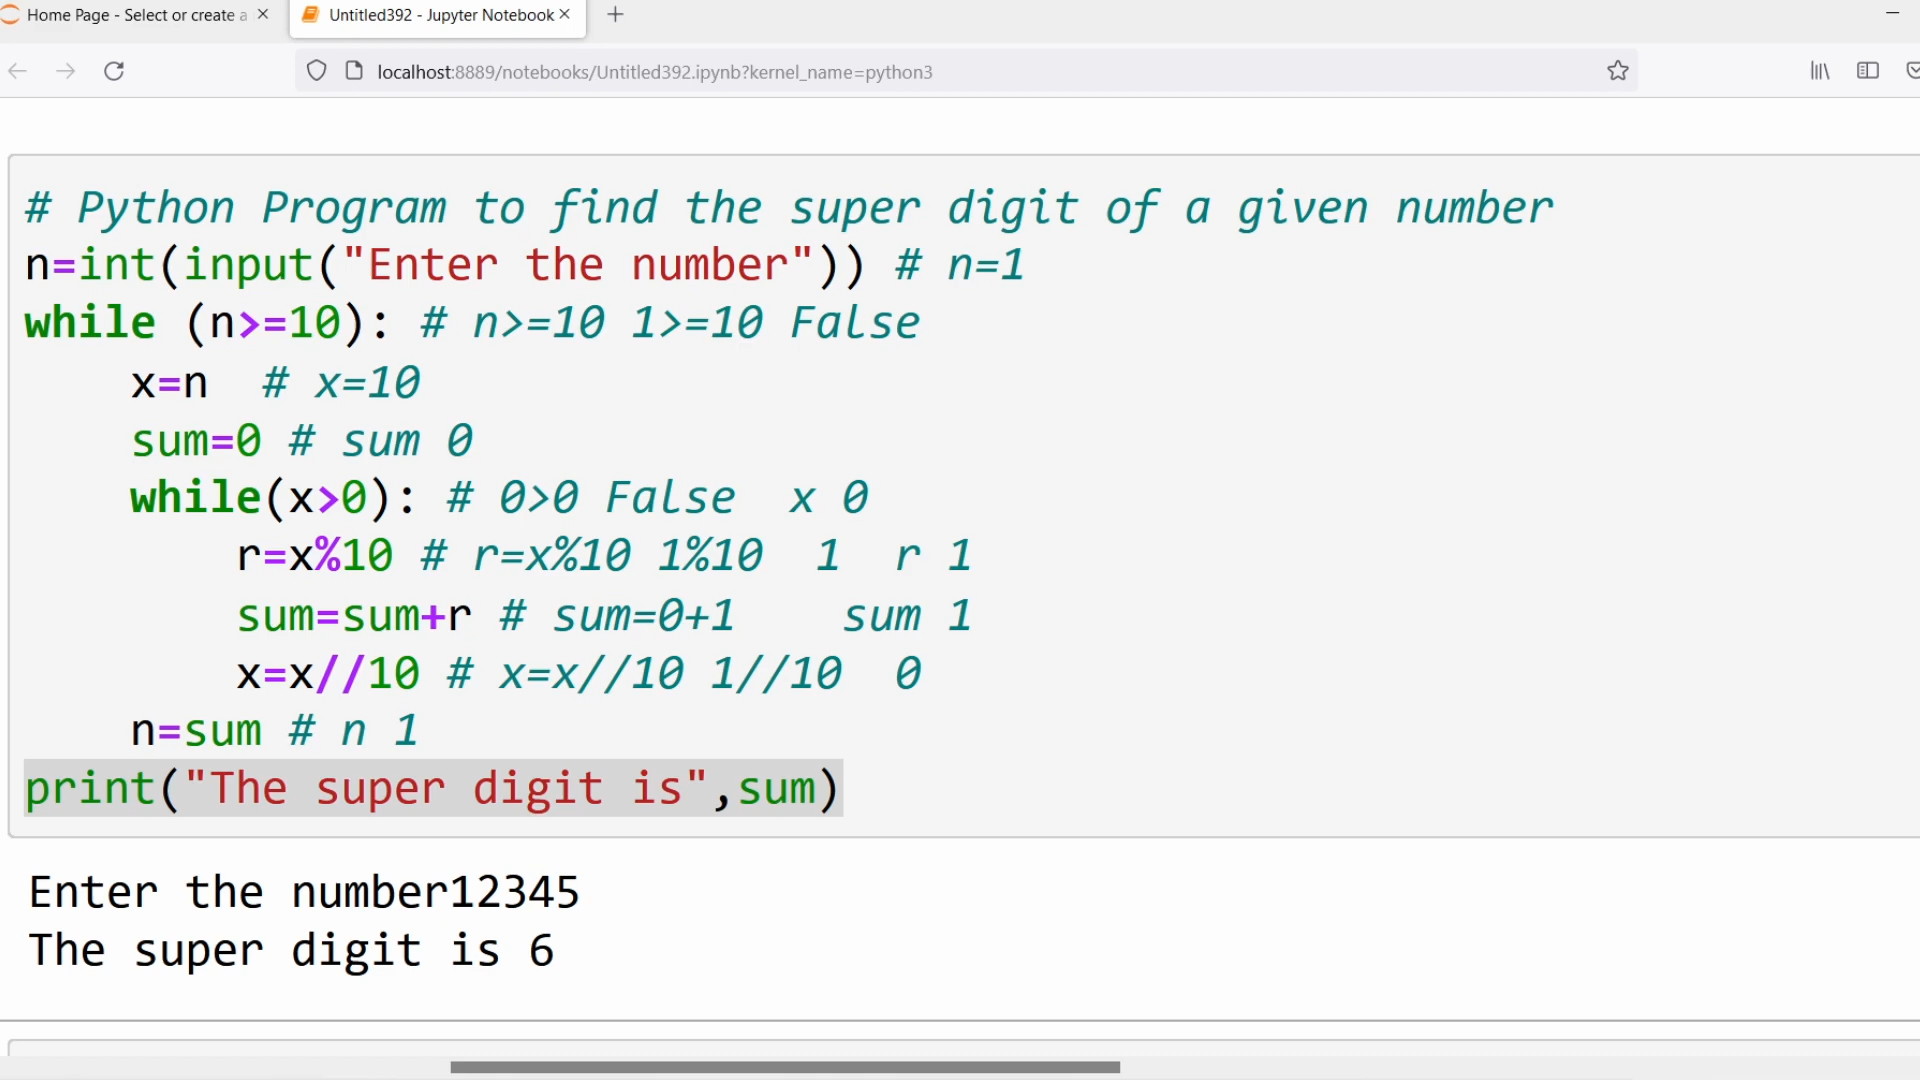 Home Page - Select or create a
Untitled392 - Jupyter Notebook
localhost:8889/notebooks/Untitled392.ipynb?kernel_name=python3
# Python Program to find the super digit of a given number
n=int(input("Enter the number")) # n=1
while (n>=10): # n>=10 1>=10 False
    x=n  # x=10
    sum=0 # sum 0
    while(x>0): # 0>0 False  x 0
        r=x%10 # r=x%10 1%10  1  r 1
        sum=sum+r # sum=0+1    sum 1
        x=x//10 # x=x//10 1//10  0
    n=sum # n 1
print("The super digit is",sum)
Enter the number12345
The super digit is 6